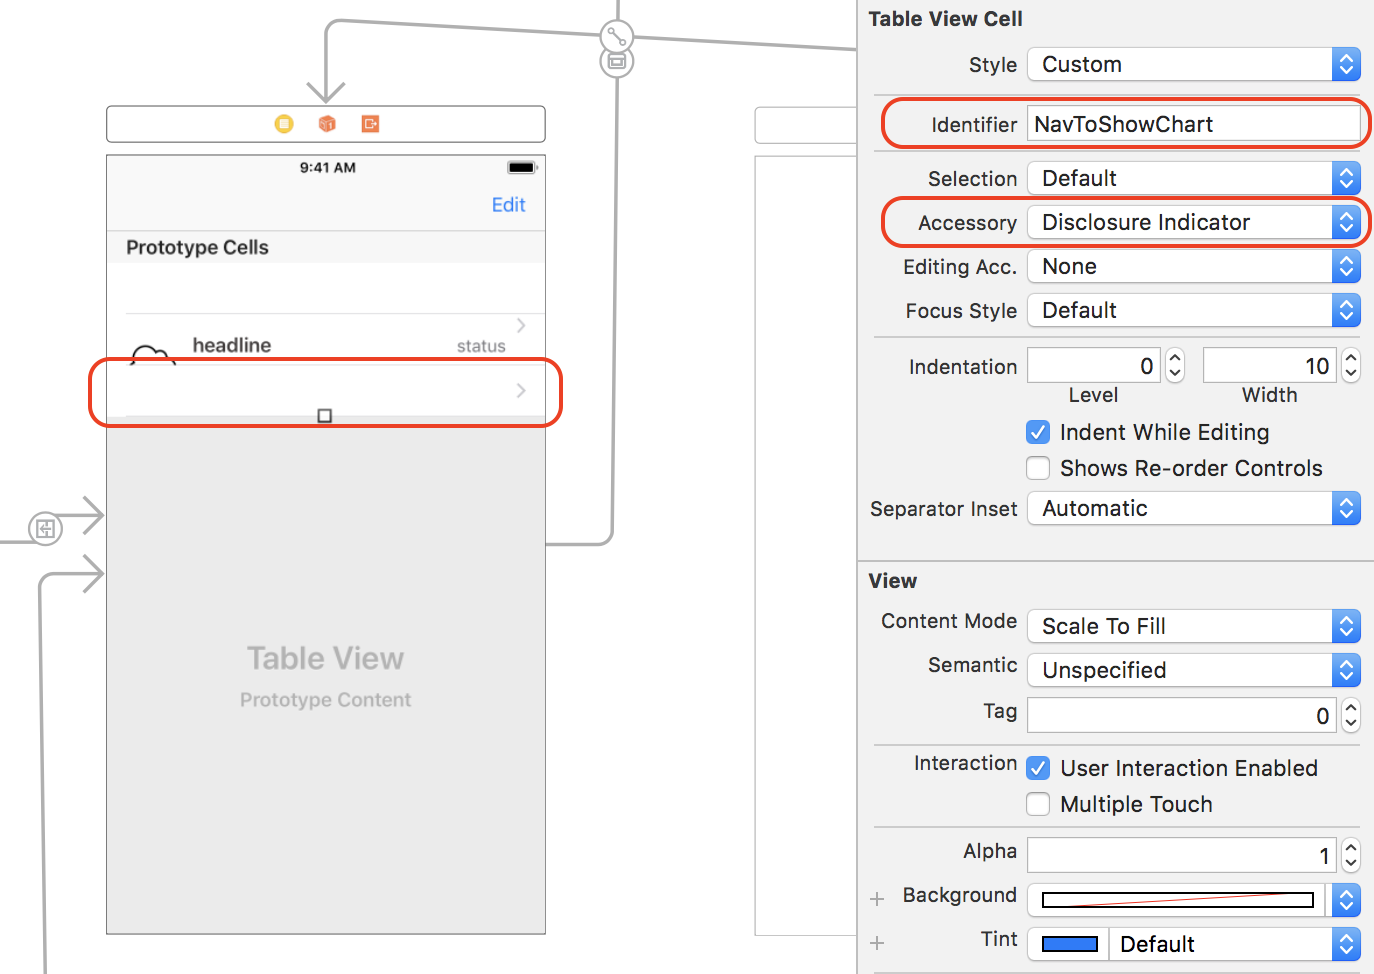 9:41 AM
Edit
Prototype Cells
headline
status
Table View
Prototype Content
Table View Cell
Style Custom
Identifier NavToShowChart
Selection Default
Accessory Disclosure Indicator
Editing Acc. None
Focus Style Default
Indentation 0 10
Level Width
Indent While Editing
Shows Re-order Controls
Separator Inset Automatic
View
Content Mode Scale To Fill
Semantic Unspecified
Tag 0
Interaction User Interaction Enabled
Multiple Touch
Alpha 1
Background
Tint Default